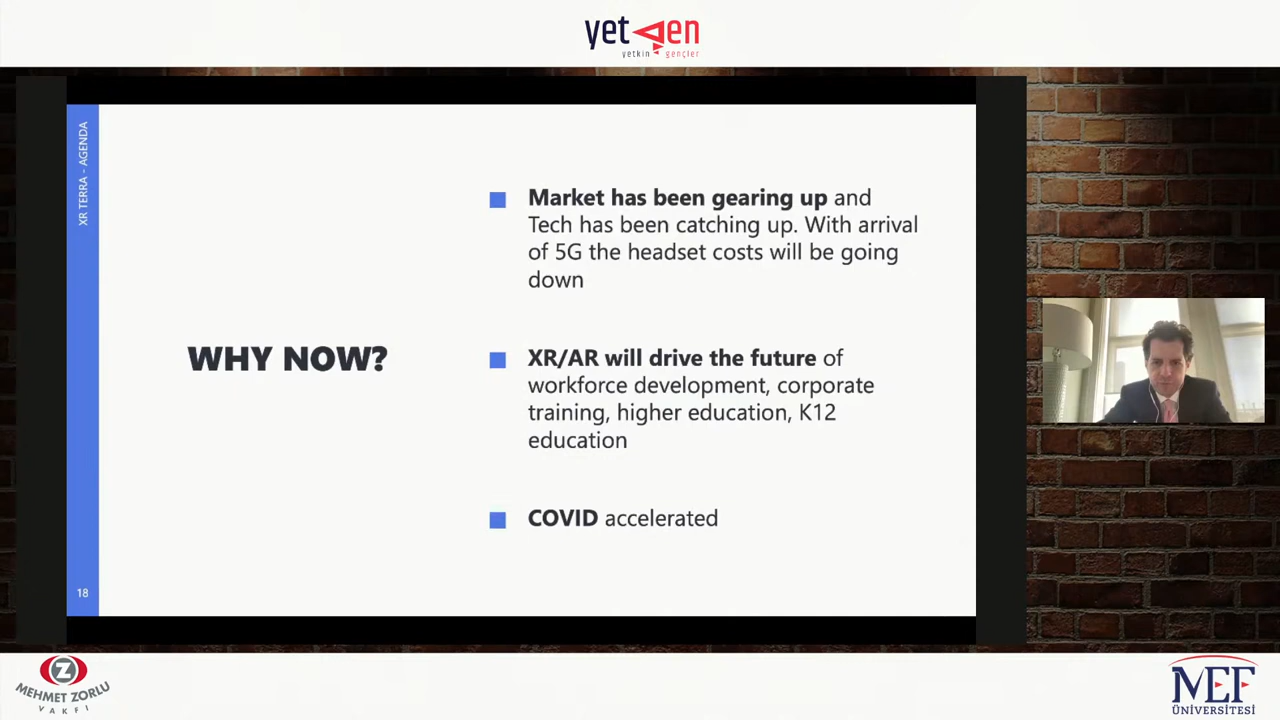 yetgen
yetkin gençler
XR TERRA - AGENDA
WHY NOW?
Market has been gearing up and
Tech has been catching up. With arrival
of 5G the headset costs will be going
down
XR/AR will drive the future of
workforce development, corporate
training, higher education, K12
education
COVID accelerated
18
Z
MEHMET ZORLU
VAKFI
MEF
ÜNİVERSİTESİ